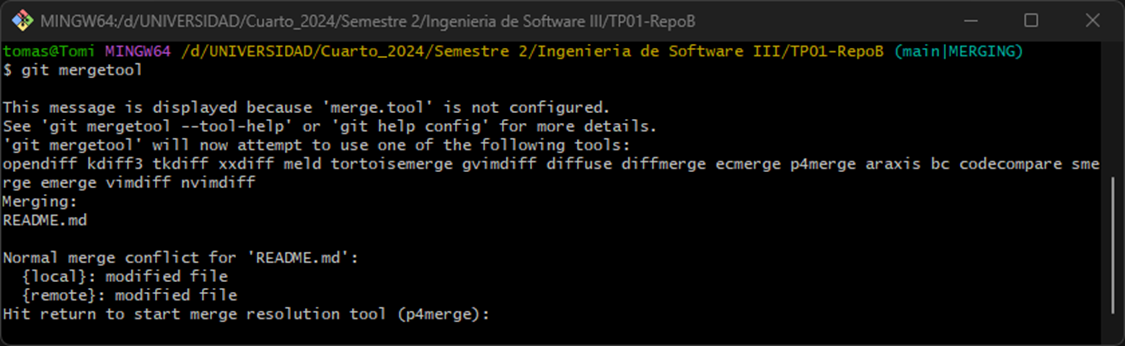 MINGW64:/d/UNIVERSIDAD/Cuarto_2024/Semestre 2/Ingenieria de Software III/TP01-RepoB
tomas@Tomi MINGW64 /d/UNIVERSIDAD/Cuarto_2024/Semestre 2/Ingenieria de Software III/TP01-RepoB (main|MERGING)
$ git mergetool
This message is displayed because 'merge.tool' is not configured.
See 'git mergetool --tool-help' or 'git help config' for more details.
'git mergetool' will now attempt to use one of the following tools:
opendiff kdiff3 tkdiff xxdiff meld tortoisemerge gvimdiff diffuse diffmerge ecmerge p4merge araxis bc codecompare sme
rge emerge vimdiff nvimdiff
Merging:
README.md
Normal merge conflict for 'README.md':
  {local}: modified file
  {remote}: modified file
Hit return to start merge resolution tool (p4merge):